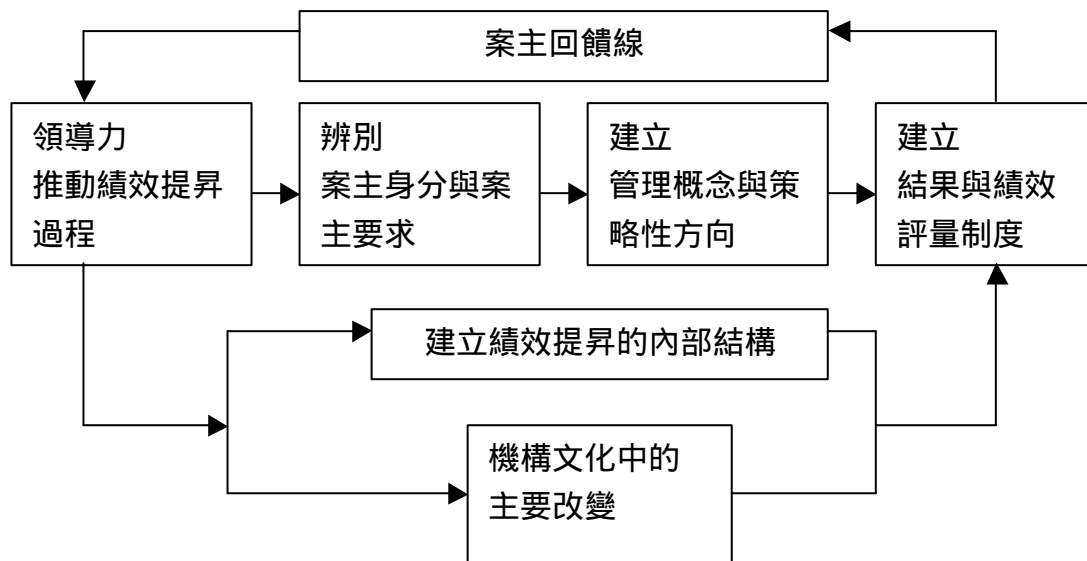 案主回饋線
領導力
推動績效提昇
過程
辨別
案主身分與案
主要求
建立
管理概念與策
略性方向
建立
結果與績效
評量制度
建立績效提昇的內部結構
機構文化中的
主要改變